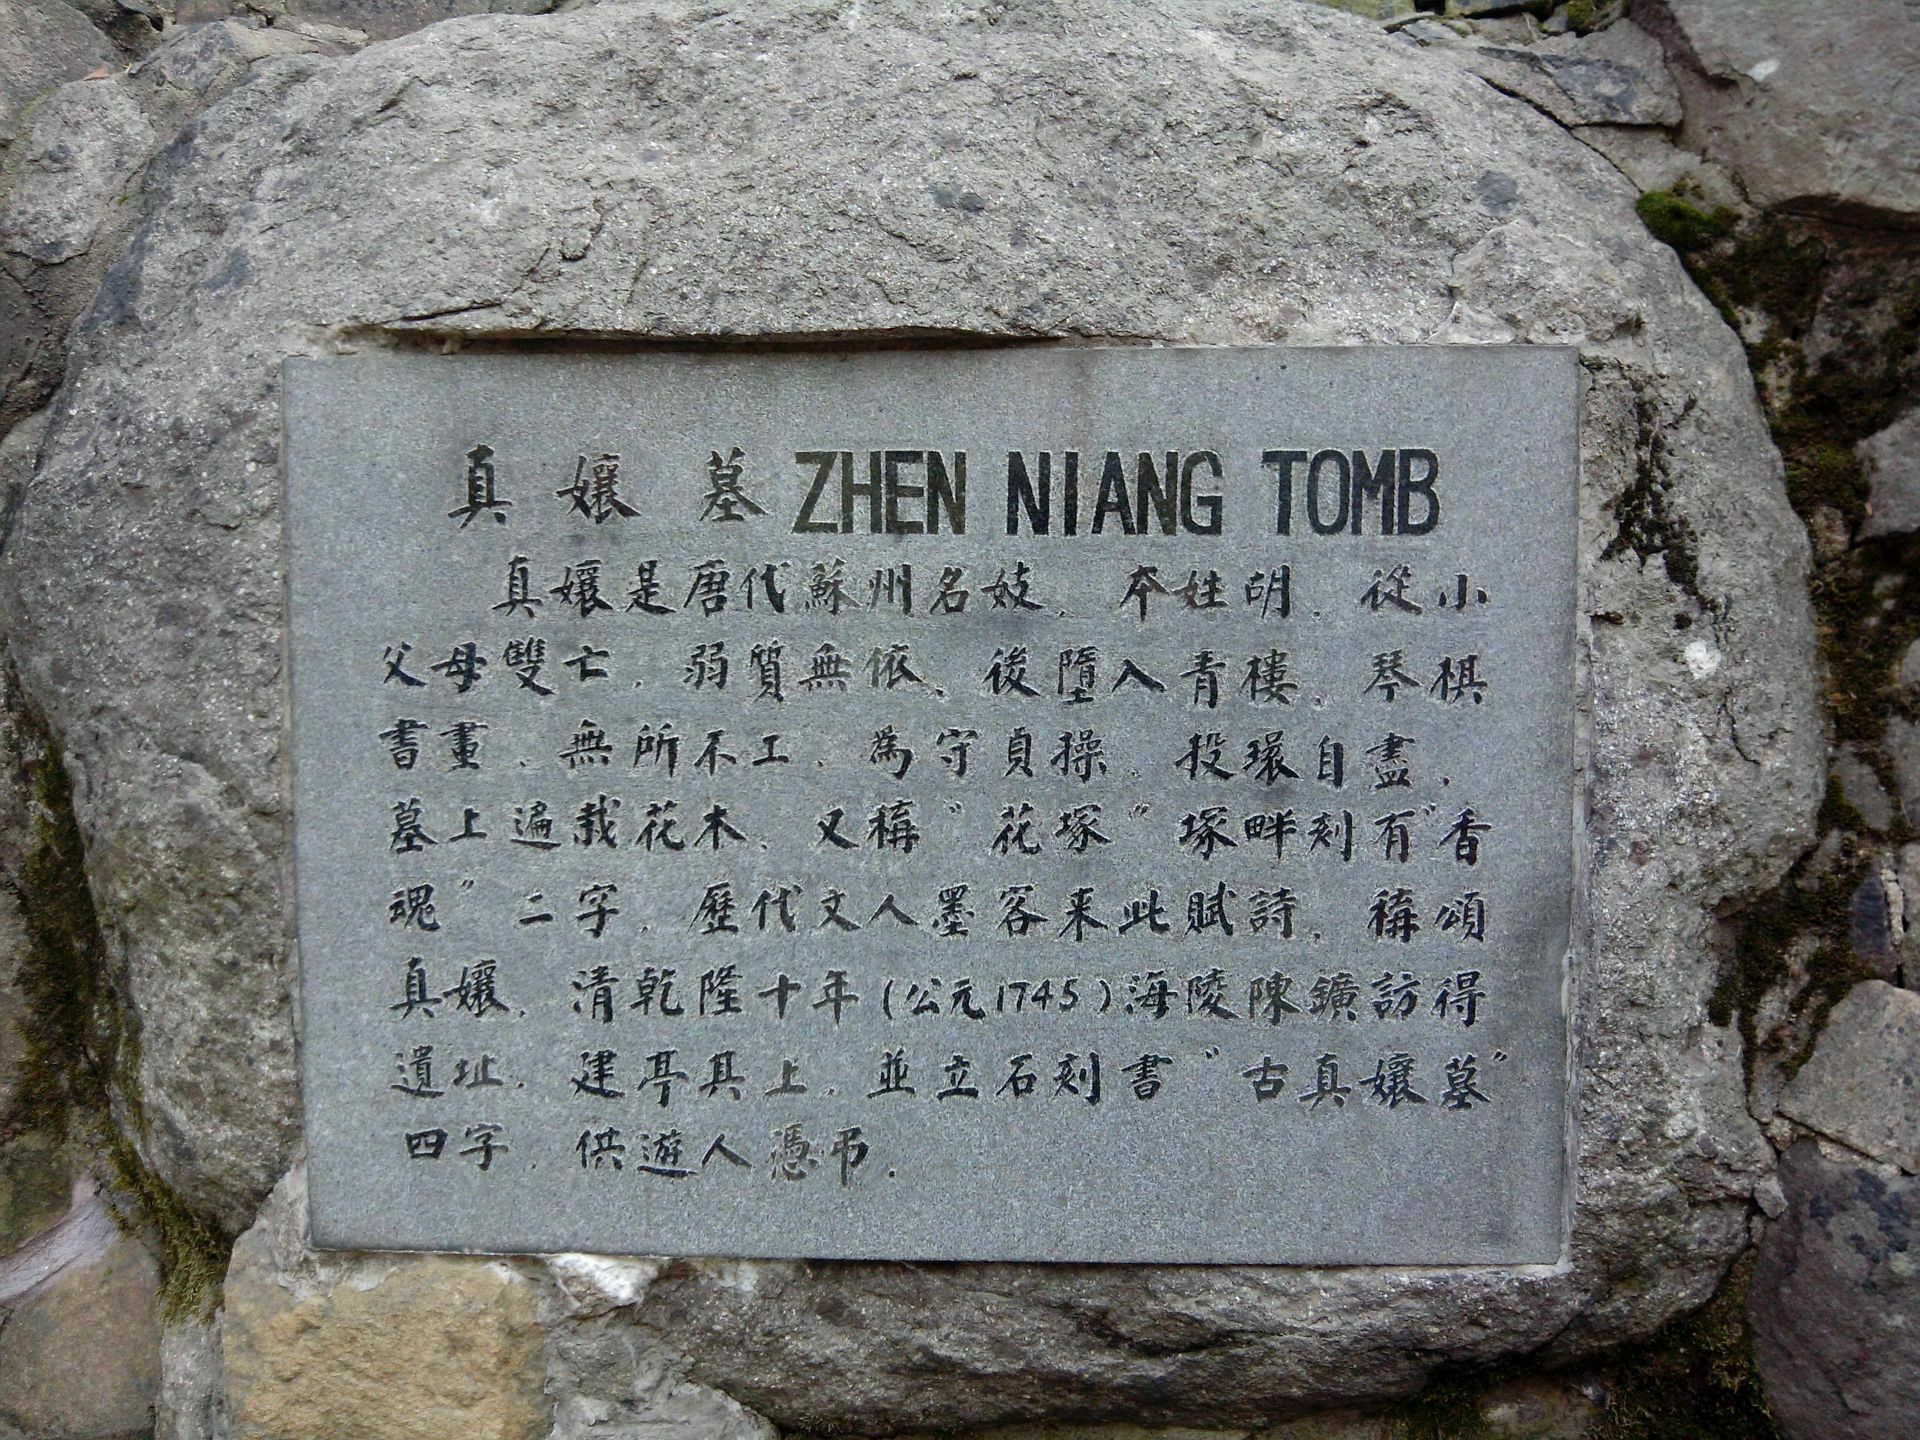 真孃墓 ZHEN NIANG TOMB
真孃是唐代蘇州名妓，本姓胡，從小
父母雙亡，弱質無依，後墮入青樓，琴棋
書畫，無所不工，為守貞操，投環自盡，
墓上遍栽花木，又稱“花塚”塚畔刻有“香
魂”二字，歷代文人墨客来此賦詩，稱頌
真孃，清乾隆十年(公元1745)海陵陳鑛訪得
遺址，建亭其上，並立石刻書“古真孃墓”
四字，供遊人憑弔．